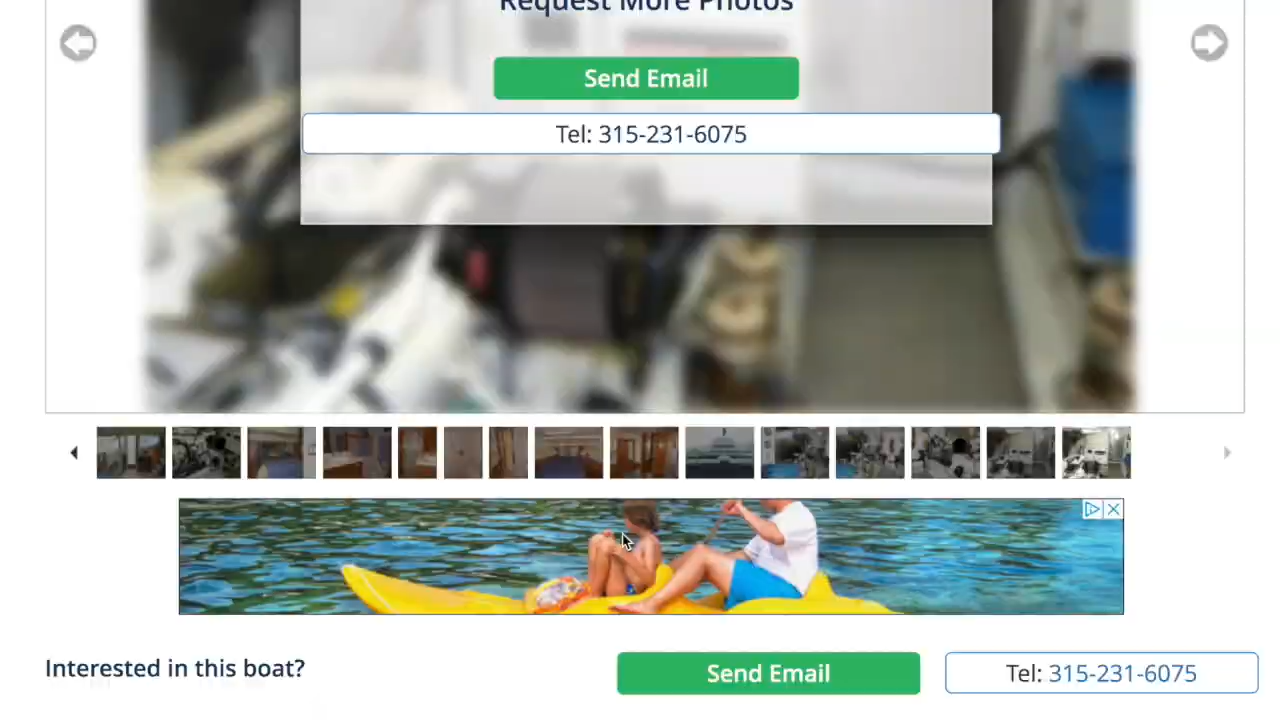 Request More Photos
Send Email
Tel: 315-231-6075
Interested in this boat?
Send Email
Tel: 315-231-6075